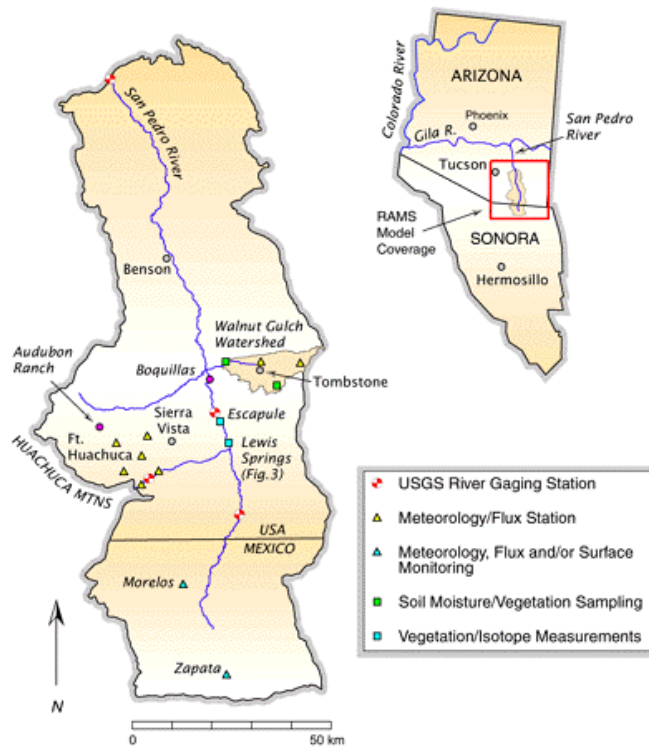 San Pedro River
Benson
Walnut Gulch
Watershed
Audubon
Ranch
Boquillas
Tombstone
Sierra
Vista
Escapule
Ft.
Huachuca
Lewis
Springs
(Fig.3)
HUACHUCA MTNS
USA
MEXICO
Morelos
Zapata
N
0
50 km
Colorado River
ARIZONA
Phoenix
San Pedro
River
Gila R.
Tucson
RAMS
Model
Coverage
SONORA
Hermosillo
USGS River Gaging Station
Meteorology/Flux Station
Meteorology, Flux and/or Surface
Monitoring
Soil Moisture/Vegetation Sampling
Vegetation/Isotope Measurements